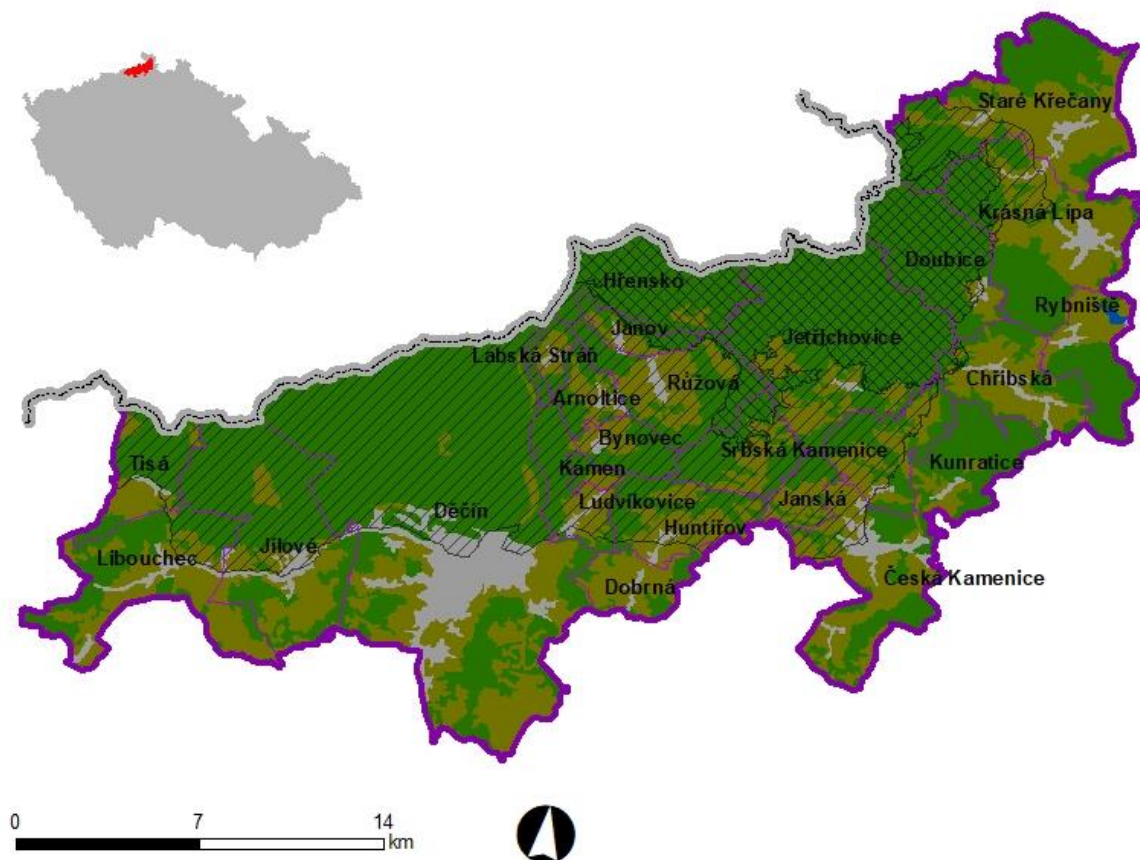 Staré Křečany
Krásná Lípa
Doubice
Hřensko
Rybniště
Janov
Jetřichovice
Labská Stráň
Růžová
Chřibská
Arnoltice
Bynovec
Srbská Kamenice
Kunratice
Tisá
Kámen
Ludvíkovice
Janská
Děčín
Huntířov
Jílové
Libouchec
Dobrná
Česká Kamenice
0 7 14
km